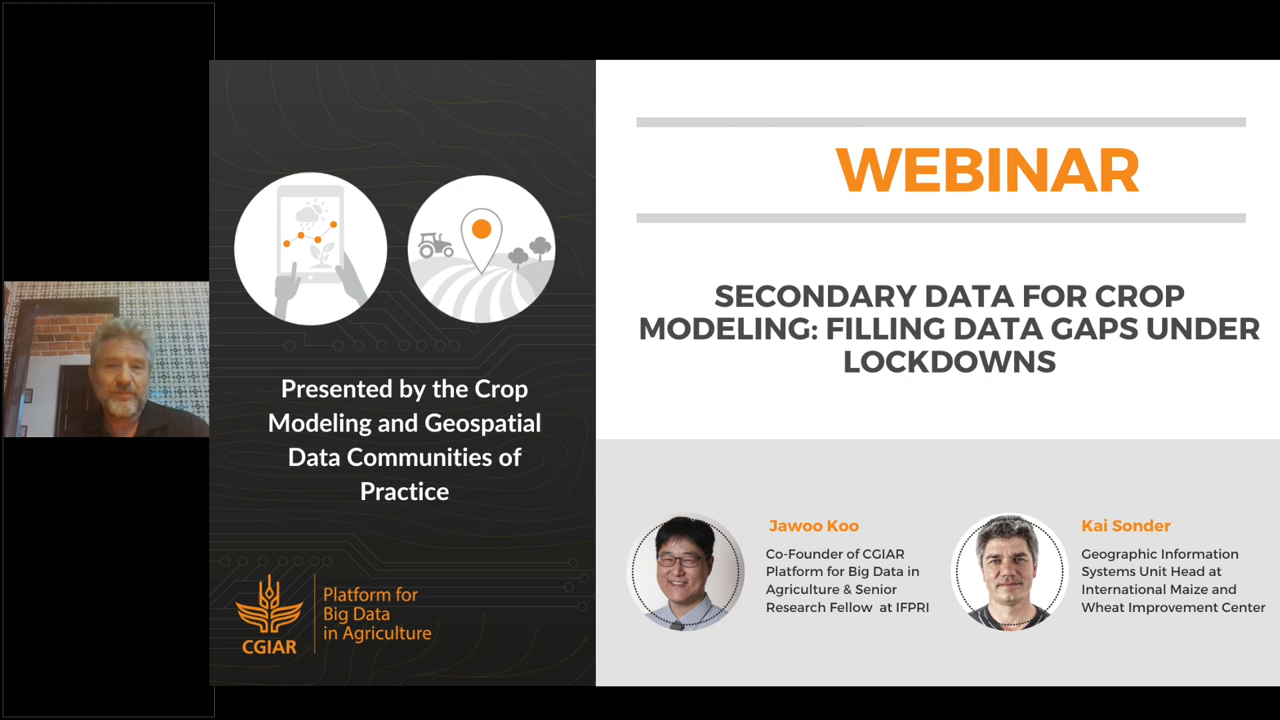 Presented by the Crop
Modeling and Geospatial
Data Communities of
Practice
CGIAR
Platform for
Big Data
in Agriculture
WEBINAR
SECONDARY DATA FOR CROP
MODELING: FILLING DATA GAPS UNDER
LOCKDOWNS
Jawoo Koo
Co-Founder of CGIAR
Platform for Big Data in
Agriculture & Senior
Research Fellow at IFPRI
Kai Sonder
Geographic Information
Systems Unit Head at
International Maize and
Wheat Improvement Center